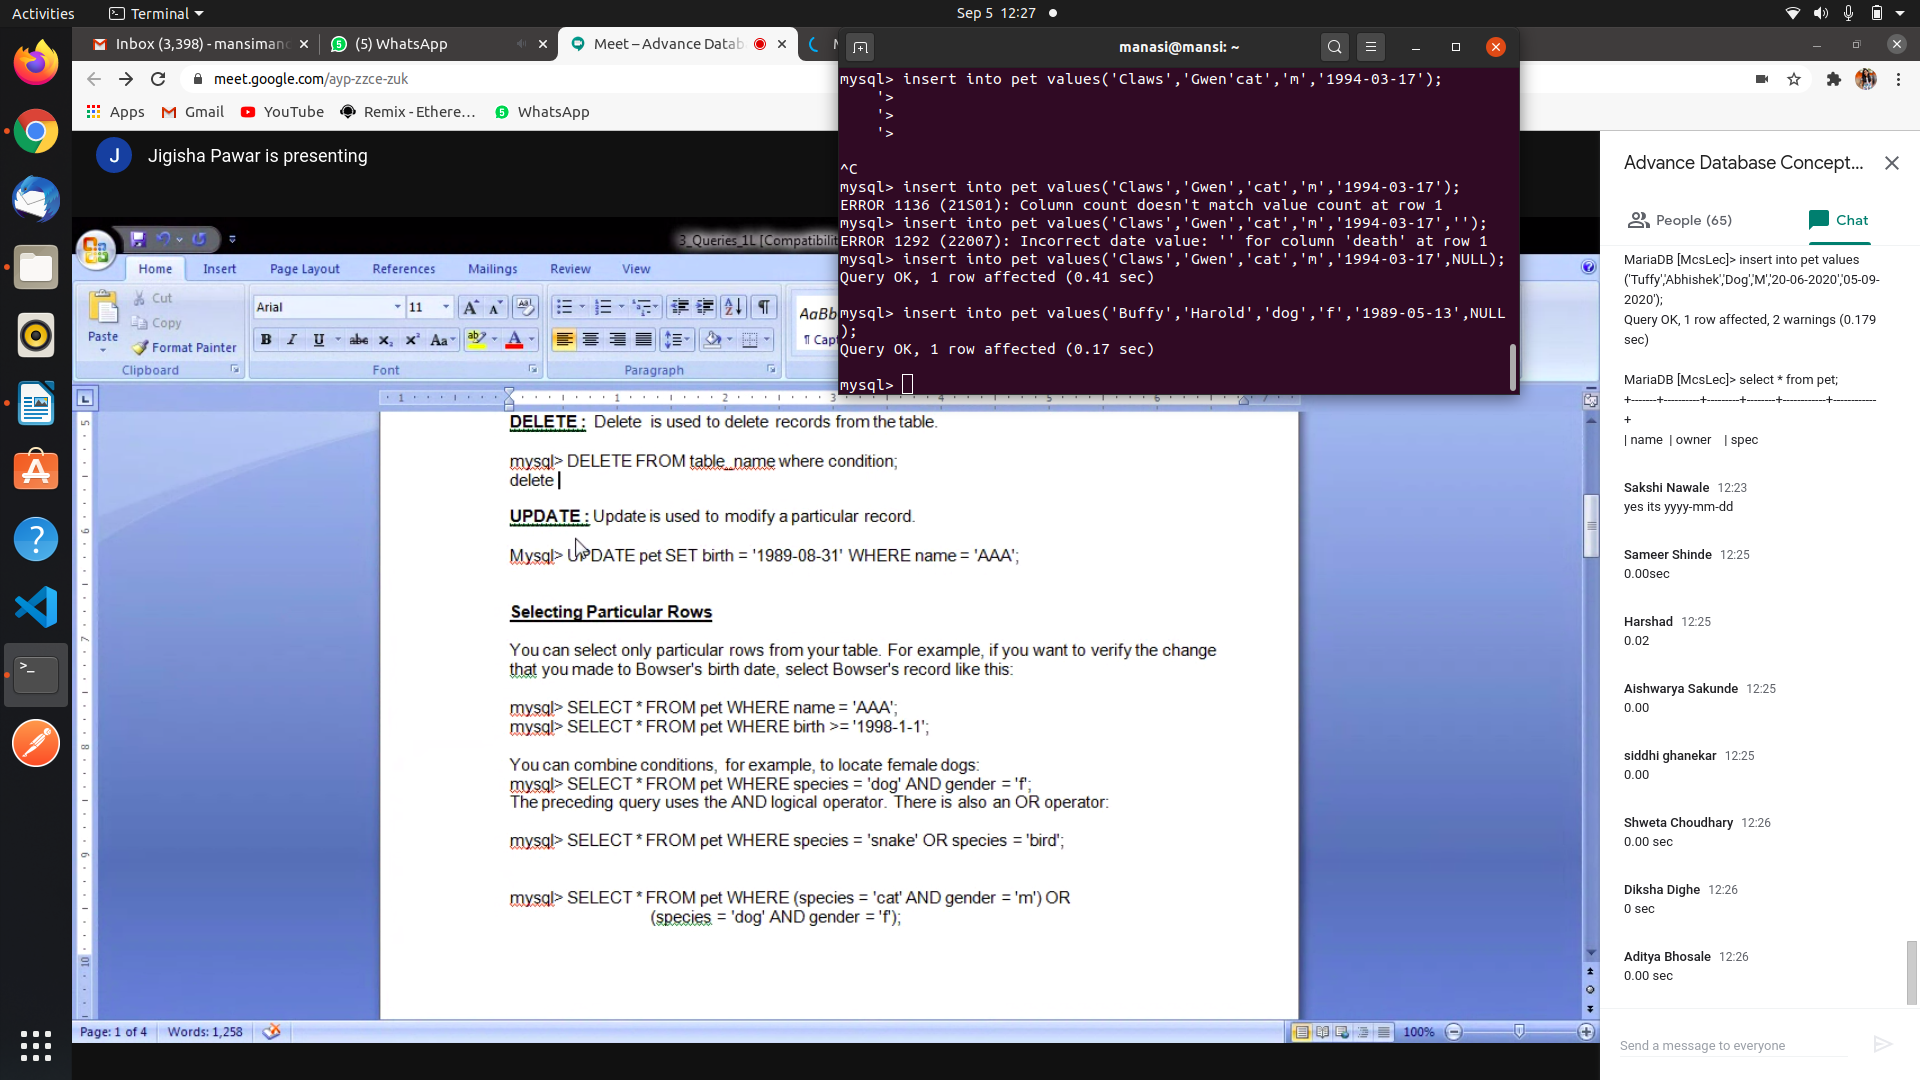 Activities
Terminal
Sep 5 12:27
Inbox (3,398) - mansimanc
(5) WhatsApp
Meet – Advance Datab
manasi@mansi: ~
meet.google.com/ayp-zzce-zuk
Apps
Gmail
YouTube
Remix - Ethere…
WhatsApp
J
Jigisha Pawar is presenting
mysql> insert into pet values('Claws','Gwen'cat','m','1994-03-17');
'>
'>
'>
^C
mysql> insert into pet values('Claws','Gwen','cat','m','1994-03-17');
ERROR 1136 (21S01): Column count doesn't match value count at row 1
mysql> insert into pet values('Claws','Gwen','cat','m','1994-03-17','');
ERROR 1292 (22007): Incorrect date value: '' for column 'death' at row 1
mysql> insert into pet values('Claws','Gwen','cat','m','1994-03-17',NULL);
Query OK, 1 row affected (0.41 sec)
mysql> insert into pet values('Buffy','Harold','dog','f','1989-05-13',NULL
);
Query OK, 1 row affected (0.17 sec)
mysql>
3_Queries_1L [Compatibilit
Home
Insert
Page Layout
References
Mailings
Review
View
Paste
Cut
Copy
Format Painter
Clipboard
Arial
11
Font
Paragraph
AaBb
¶ Capt
DELETE : Delete is used to delete records from the table.
mysql> DELETE FROM table_name where condition;
delete
UPDATE : Update is used to modify a particular record.
Mysql> UPDATE pet SET birth = '1989-08-31' WHERE name = 'AAA';
Selecting Particular Rows
You can select only particular rows from your table. For example, if you want to verify the change
that you made to Bowser's birth date, select Bowser's record like this:
mysql> SELECT * FROM pet WHERE name = 'AAA';
mysql> SELECT * FROM pet WHERE birth >= '1998-1-1';
You can combine conditions, for example, to locate female dogs:
mysql> SELECT * FROM pet WHERE species = 'dog' AND gender = 'f';
The preceding query uses the AND logical operator. There is also an OR operator:
mysql> SELECT * FROM pet WHERE species = 'snake' OR species = 'bird';
mysql> SELECT * FROM pet WHERE (species = 'cat' AND gender = 'm') OR
(species = 'dog' AND gender = 'f');
Page: 1 of 4
Words: 1,258
100%
Advance Database Concept...
People (65)
Chat
MariaDB [McsLec]> insert into pet values
('Tuffy','Abhishek','Dog','M','20-06-2020','05-09-
2020');
Query OK, 1 row affected, 2 warnings (0.179
sec)
MariaDB [McsLec]> select * from pet;
+-------+----------+---------+--------+------------+------------
+
| name | owner | spec
Sakshi Nawale 12:23
yes its yyyy-mm-dd
Sameer Shinde 12:25
0.00sec
Harshad 12:25
0.02
Aishwarya Sakunde 12:25
0.00
siddhi ghanekar 12:25
0.00
Shweta Choudhary 12:26
0.00 sec
Diksha Dighe 12:26
0 sec
Aditya Bhosale 12:26
0.00 sec
Send a message to everyone